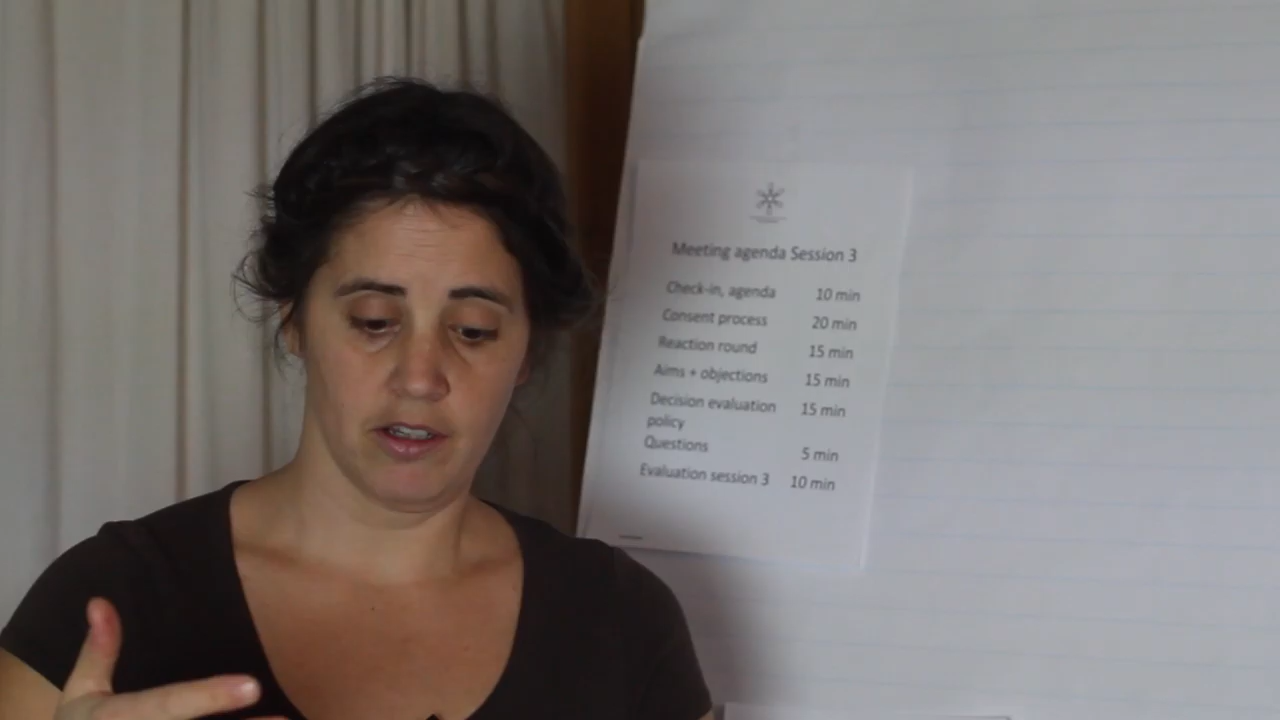 Meeting agenda Session 3
Check-in, agenda 10 min
Consent process 20 min
Reaction round 15 min
Aims + objections 15 min
Decision evaluation 15 min
policy
Questions 5 min
Evaluation session 3 10 min